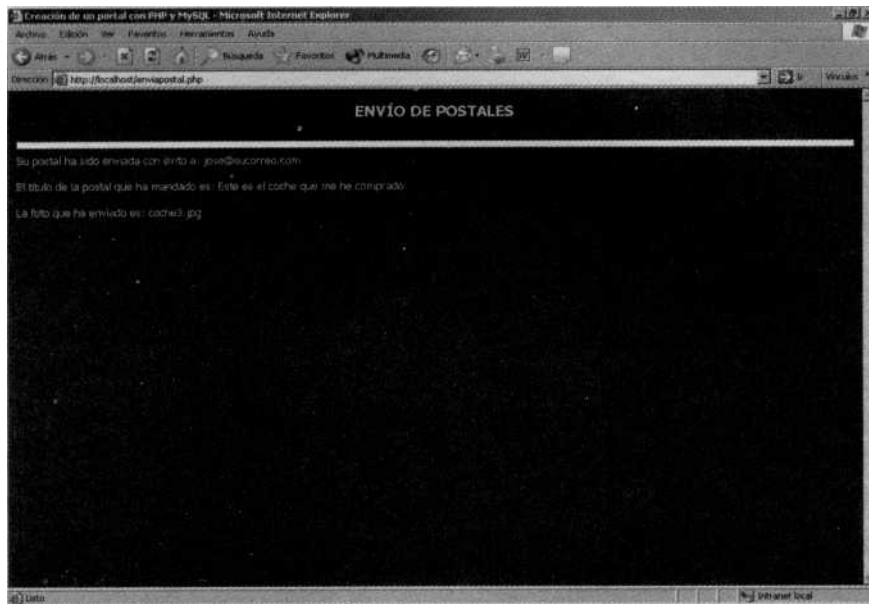 Creación de un portal con PHP y MySQL - Microsoft Internet Explorer
Archivo Edición Ver Favoritos Herramientas Ayuda
Atrás Búsqueda Favoritos Multimedia
Dirección http://localhost/enviapostal.php Ir Vínculos
ENVÍO DE POSTALES
Su postal ha sido enviada con éxito a: jose@sucorreo.com
El título de la postal que ha mandado es: Este es el coche que me he comprado
La foto que ha enviado es: coche3.jpg
Listo Intranet local